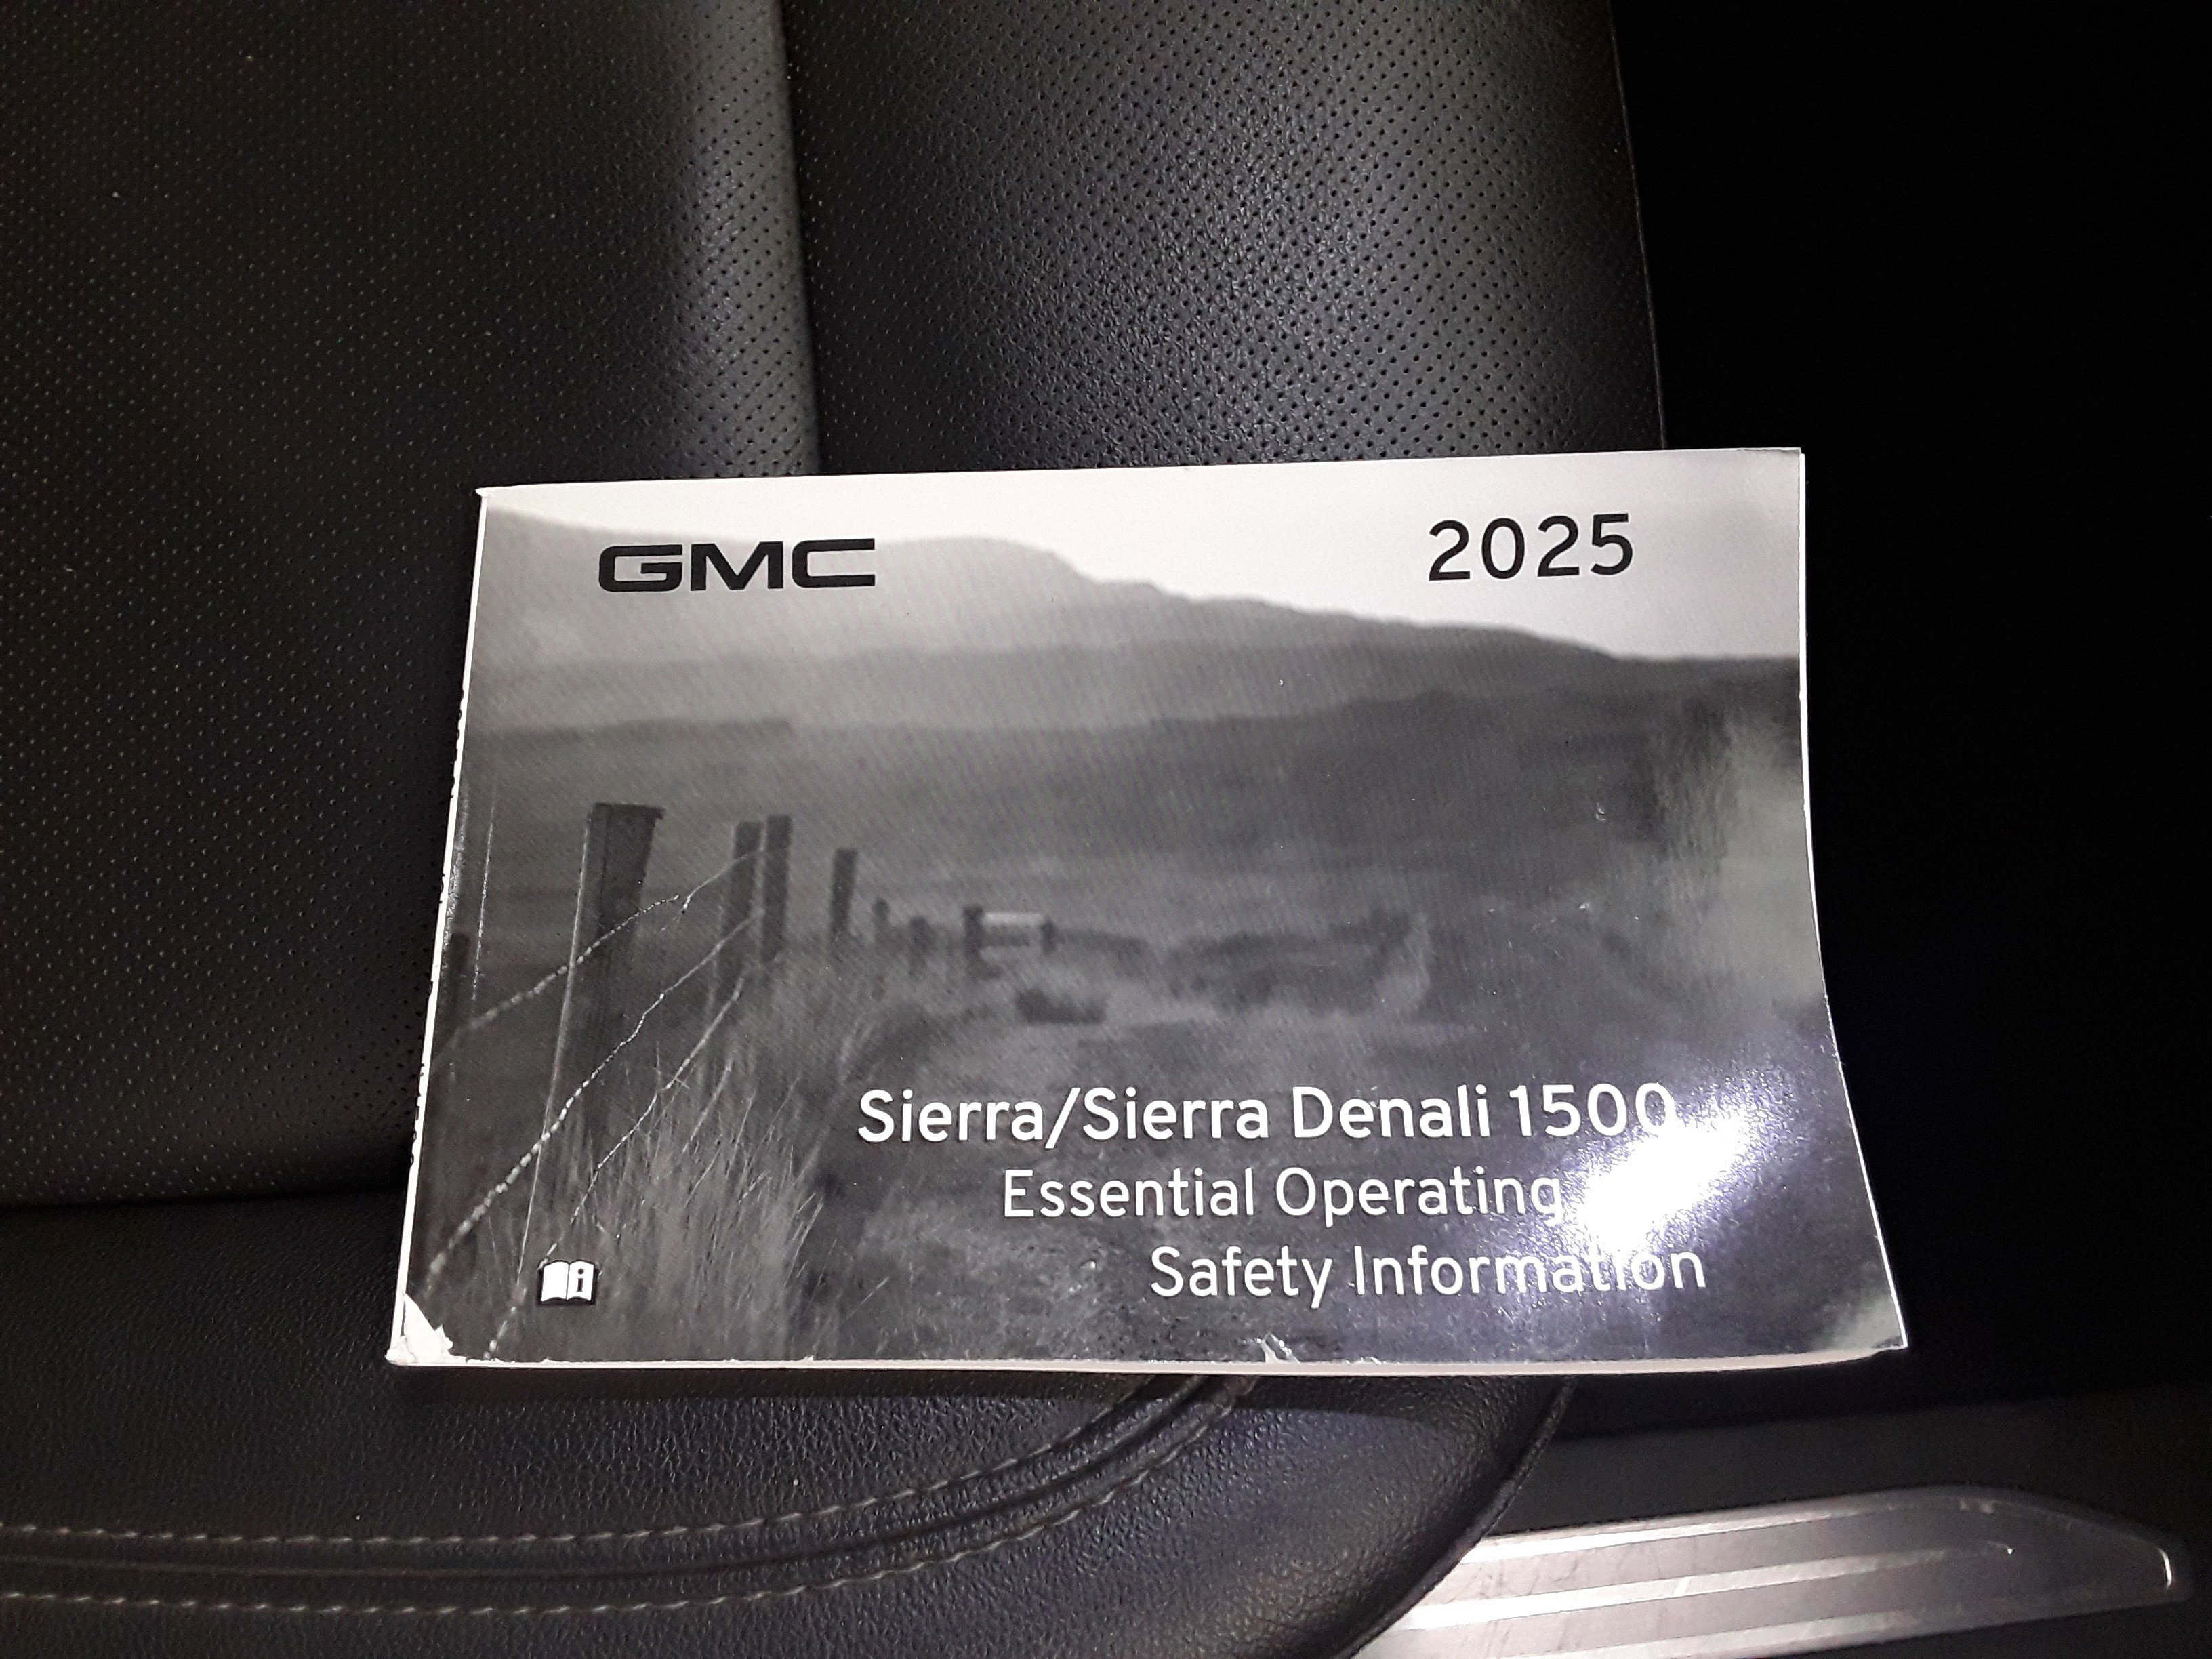 GMC 2025
Sierra/Sierra Denali 1500
Essential Operating
Safety Information